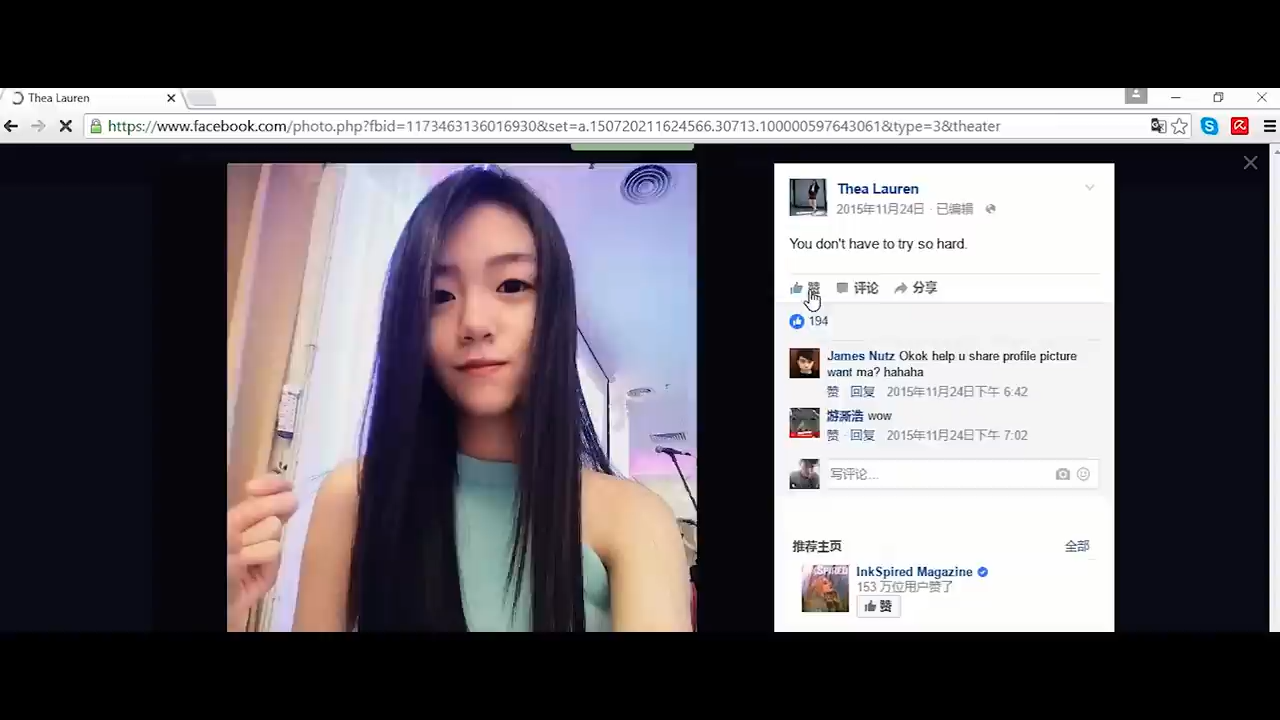 Thea Lauren
https://www.facebook.com/photo.php?fbid=1173463136016930&set=a.150720211624566.30713.100000597643061&type=3&theater
Thea Lauren
2015年11月24日 · 已编辑
You don't have to try so hard.
赞 评论 分享
194
James Nutz Okok help u share profile picture
want ma? hahaha
赞 · 回复 2015年11月24日下午 6:42
游渐浩 wow
赞 · 回复 2015年11月24日下午 7:02
写评论...
推荐主页 全部
SPIRED
InkSpired Magazine
153 万位用户赞了
赞